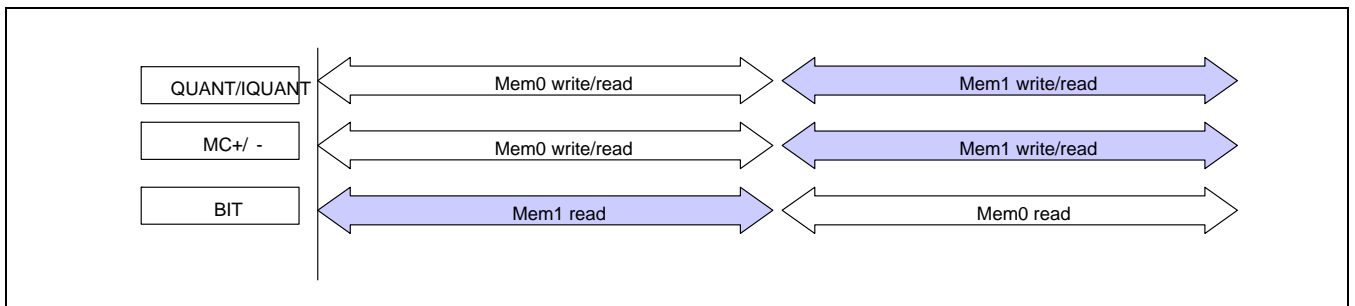 QUANT/IQUANT Mem0 write/read Mem1 write/read
MC+/ - Mem0 write/read Mem1 write/read
BIT Mem1 read Mem0 read